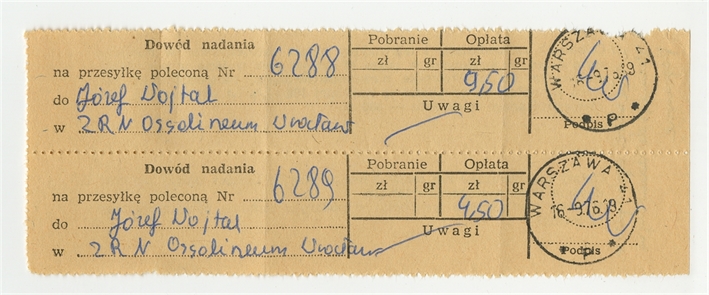 Dowód nadania
na przesyłkę poleconą Nr 6288
do Józef Wojtal
w ZRN Ossolineum Wrocław
Pobranie Opłata
zł gr zł gr
9,50
Uwagi
WARSZAWA
Podpis
Dowód nadania
na przesyłkę poleconą Nr 6289
do Józef Wojtal
w ZRN Ossolineum Wrocław
Pobranie Opłata
zł gr zł gr
4,50
Uwagi
WARSZAWA
Podpis